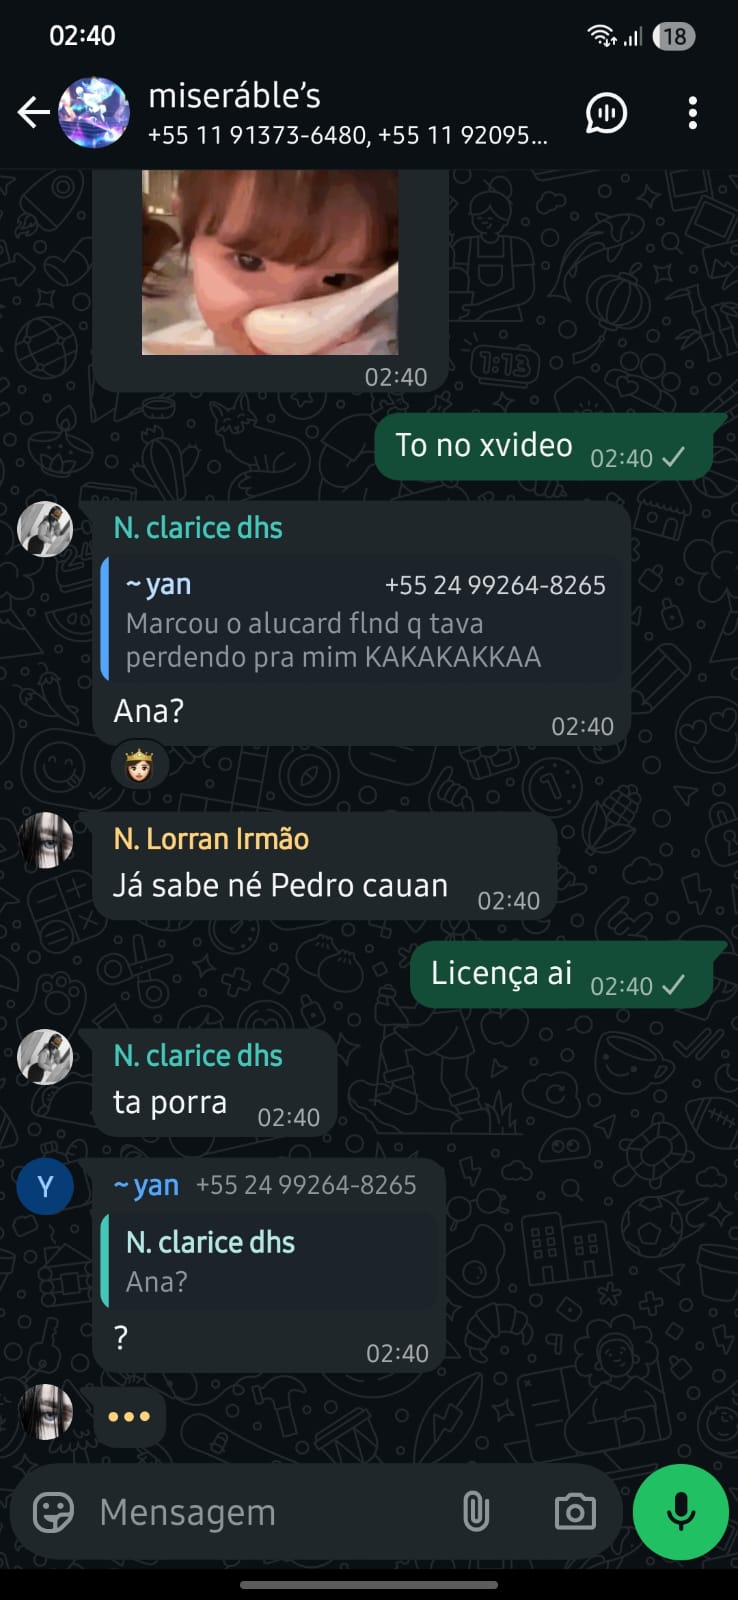 02:40
18
miseráble's
+55 11 91373-6480, +55 11 92095...
02:40
To no xvideo 02:40
N. clarice dhs
~ yan +55 24 99264-8265
Marcou o alucard flnd q tava
perdendo pra mim KAKAKAKKAA
Ana?
02:40
N. Lorran Irmão
Já sabe né Pedro cauan 02:40
Licença ai 02:40
N. clarice dhs
ta porra 02:40
Y
~ yan +55 24 99264-8265
N. clarice dhs
Ana?
?
02:40
Mensagem